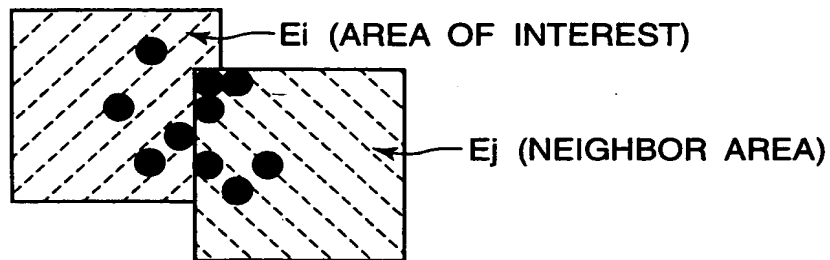 Ei (AREA OF INTEREST)
Ej (NEIGHBOR AREA)